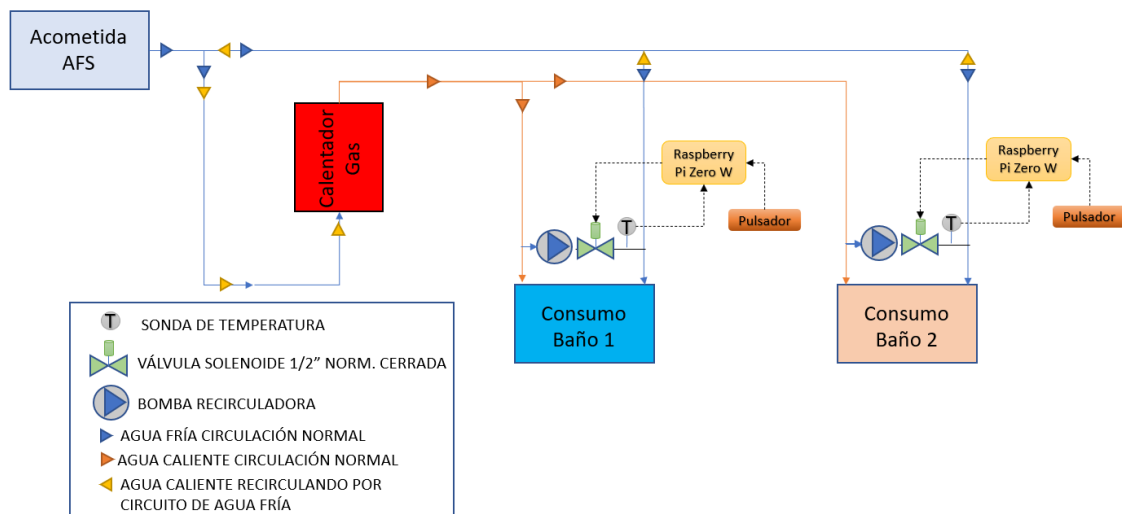 Acometida
AFS
Calentador
Gas
Raspberry
Pi Zero W
Pulsador
T
Raspberry
Pi Zero W
Pulsador
T
Consumo
Baño 1
Consumo
Baño 2
T
SONDA DE TEMPERATURA
VÁLVULA SOLENOIDE 1/2” NORM. CERRADA
BOMBA RECIRCULADORA
AGUA FRÍA CIRCULACIÓN NORMAL
AGUA CALIENTE CIRCULACIÓN NORMAL
AGUA CALIENTE RECIRCULANDO POR
CIRCUITO DE AGUA FRÍA